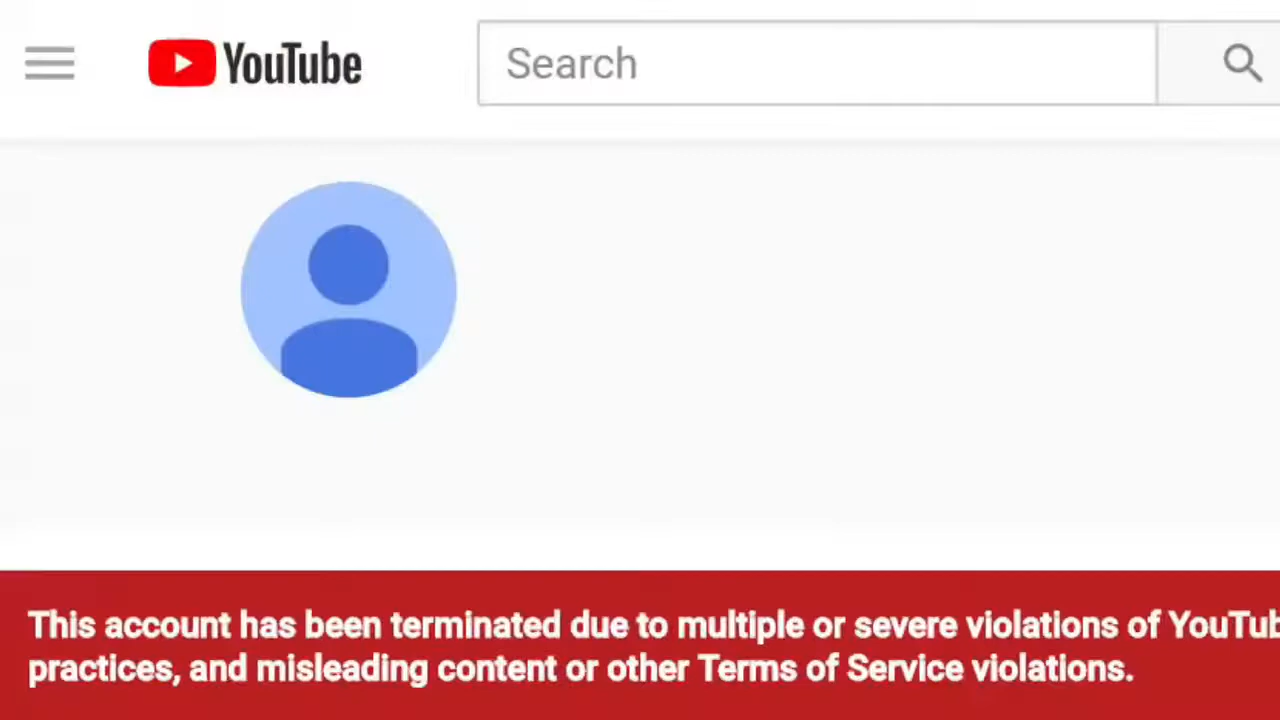 YouTube
Search
This account has been terminated due to multiple or severe violations of YouTub
practices, and misleading content or other Terms of Service violations.